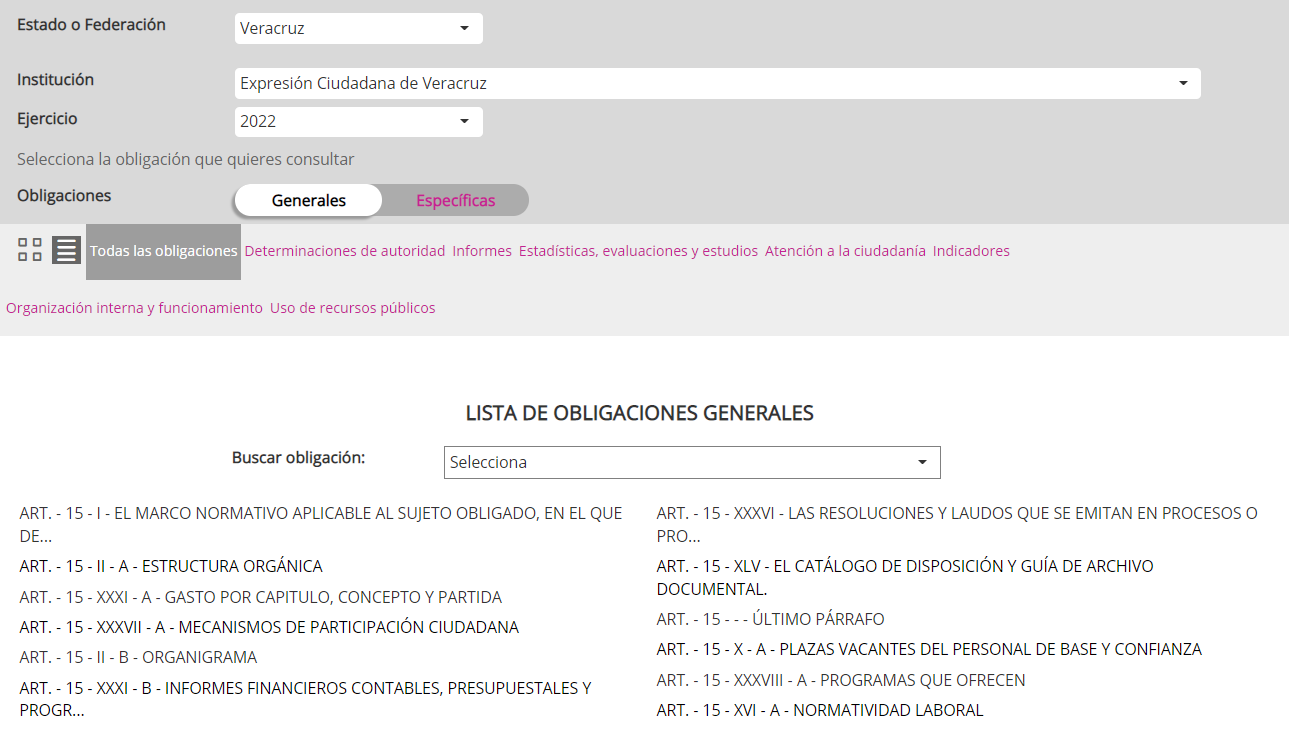 Estado o Federación
Veracruz
Institución
Expresión Ciudadana de Veracruz
Ejercicio
2022
Selecciona la obligación que quieres consultar
Obligaciones
Generales
Específicas
Todas las obligaciones Determinaciones de autoridad Informes Estadísticas, evaluaciones y estudios Atención a la ciudadanía Indicadores
Organización interna y funcionamiento Uso de recursos públicos
LISTA DE OBLIGACIONES GENERALES
Buscar obligación:
Selecciona
ART. - 15 - I - EL MARCO NORMATIVO APLICABLE AL SUJETO OBLIGADO, EN EL QUE
DE...
ART. - 15 - II - A - ESTRUCTURA ORGÁNICA
ART. - 15 - XXXI - A - GASTO POR CAPITULO, CONCEPTO Y PARTIDA
ART. - 15 - XXXVII - A - MECANISMOS DE PARTICIPACIÓN CIUDADANA
ART. - 15 - II - B - ORGANIGRAMA
ART. - 15 - XXXI - B - INFORMES FINANCIEROS CONTABLES, PRESUPUESTALES Y
PROGR...
ART. - 15 - XXXVI - LAS RESOLUCIONES Y LAUDOS QUE SE EMITAN EN PROCESOS O
PRO...
ART. - 15 - XLV - EL CATÁLOGO DE DISPOSICIÓN Y GUÍA DE ARCHIVO
DOCUMENTAL.
ART. - 15 - - - ÚLTIMO PÁRRAFO
ART. - 15 - X - A - PLAZAS VACANTES DEL PERSONAL DE BASE Y CONFIANZA
ART. - 15 - XXXVIII - A - PROGRAMAS QUE OFRECEN
ART. - 15 - XVI - A - NORMATIVIDAD LABORAL